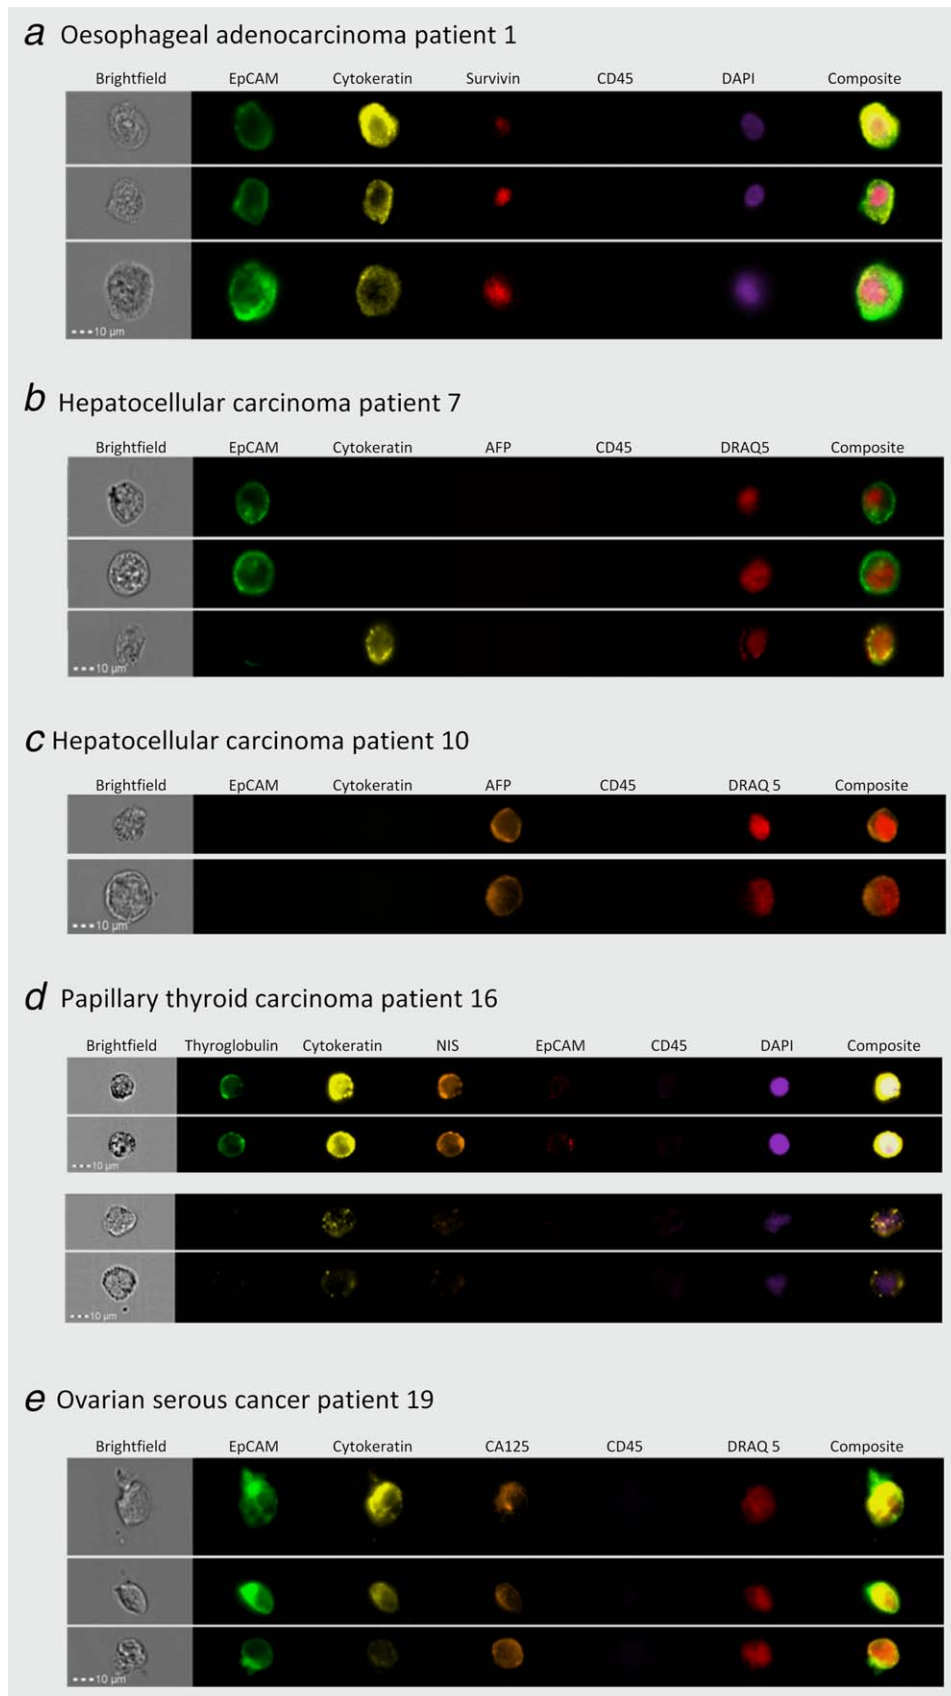 a Oesophageal adenocarcinoma patient 1
Brightfield EpCAM Cytokeratin Survivin CD45 DAPI Composite
10 µm
b Hepatocellular carcinoma patient 7
Brightfield EpCAM Cytokeratin AFP CD45 DRAQ5 Composite
10 µm
c Hepatocellular carcinoma patient 10
Brightfield EpCAM Cytokeratin AFP CD45 DRAQ 5 Composite
10 µm
d Papillary thyroid carcinoma patient 16
Brightfield Thyroglobulin Cytokeratin NIS EpCAM CD45 DAPI Composite
10 µm
10 µm
e Ovarian serous cancer patient 19
Brightfield EpCAM Cytokeratin CA125 CD45 DRAQ 5 Composite
10 µm